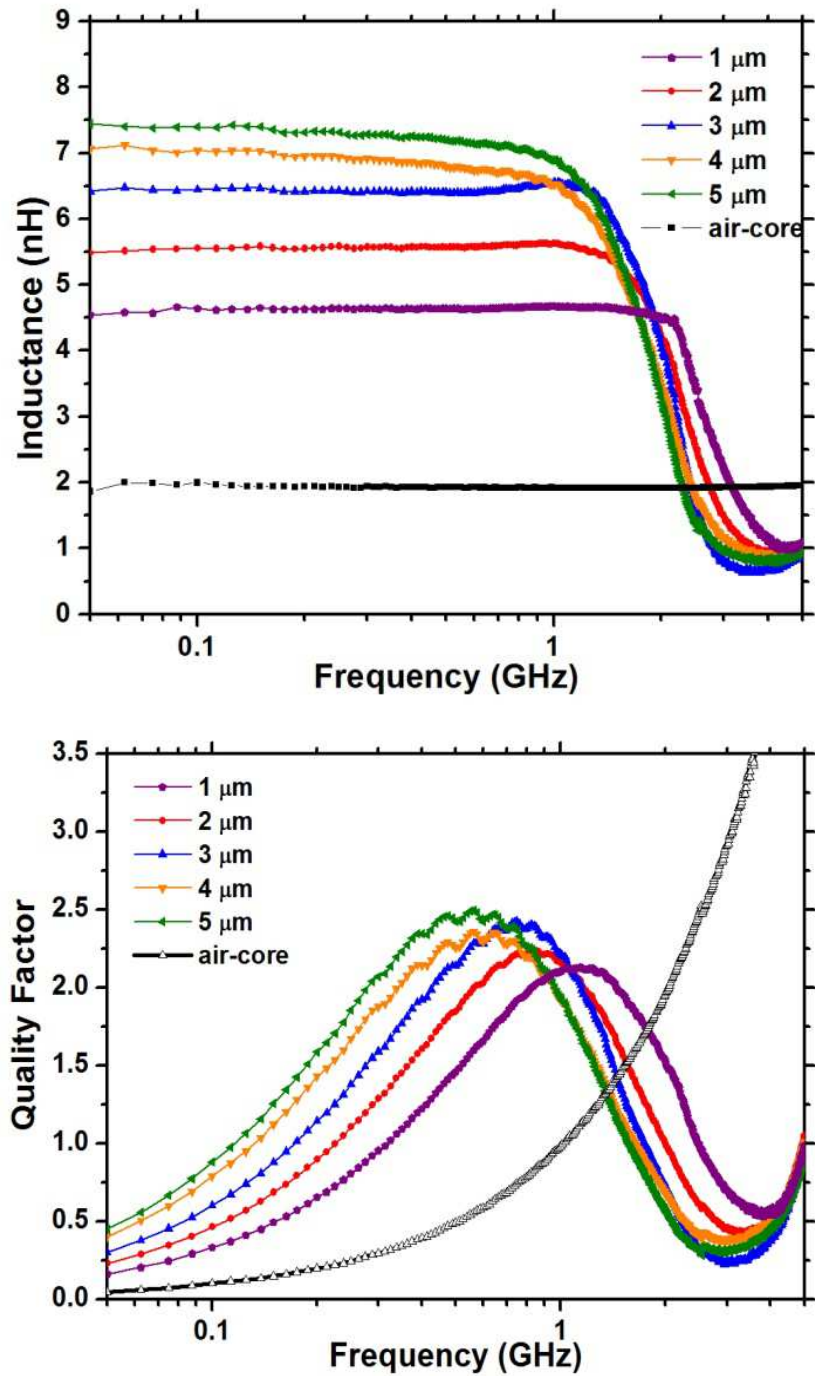 9
8
7
6
5
4
3
2
1
0
Inductance (nH)
1 μm
2 μm
3 μm
4 μm
5 μm
air-core
0.1
1
Frequency (GHz)
3.5
3.0
2.5
2.0
1.5
1.0
0.5
0.0
Quality Factor
1 μm
2 μm
3 μm
4 μm
5 μm
air-core
0.1
1
Frequency (GHz)